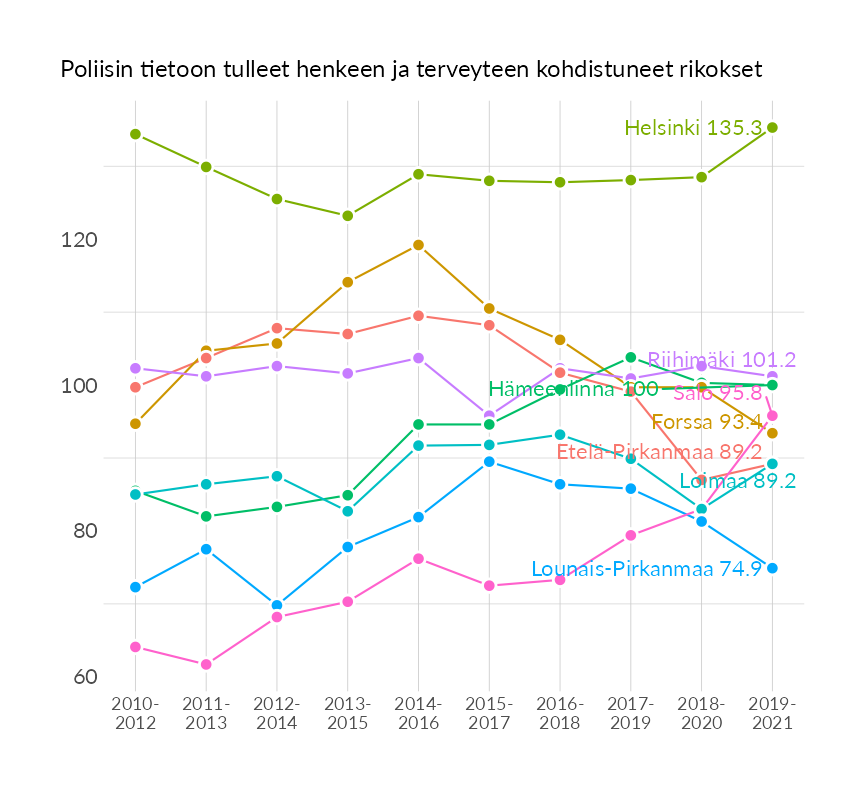 Poliisin tietoon tulleet henkeen ja terveyteen kohdistuneet rikokset
Helsinki 135.3
120
Riihimäki 101.2
100
Hämeenlinna 100
Salo 95.8
Forssa 93.4
Etelä-Pirkanmaa 89.2
Loimaa 89.2
80
Lounais-Pirkanmaa 74.9
60
2010- 2011- 2012- 2013- 2014- 2015- 2016- 2017- 2018- 2019-
2012 2013 2014 2015 2016 2017 2018 2019 2020 2021